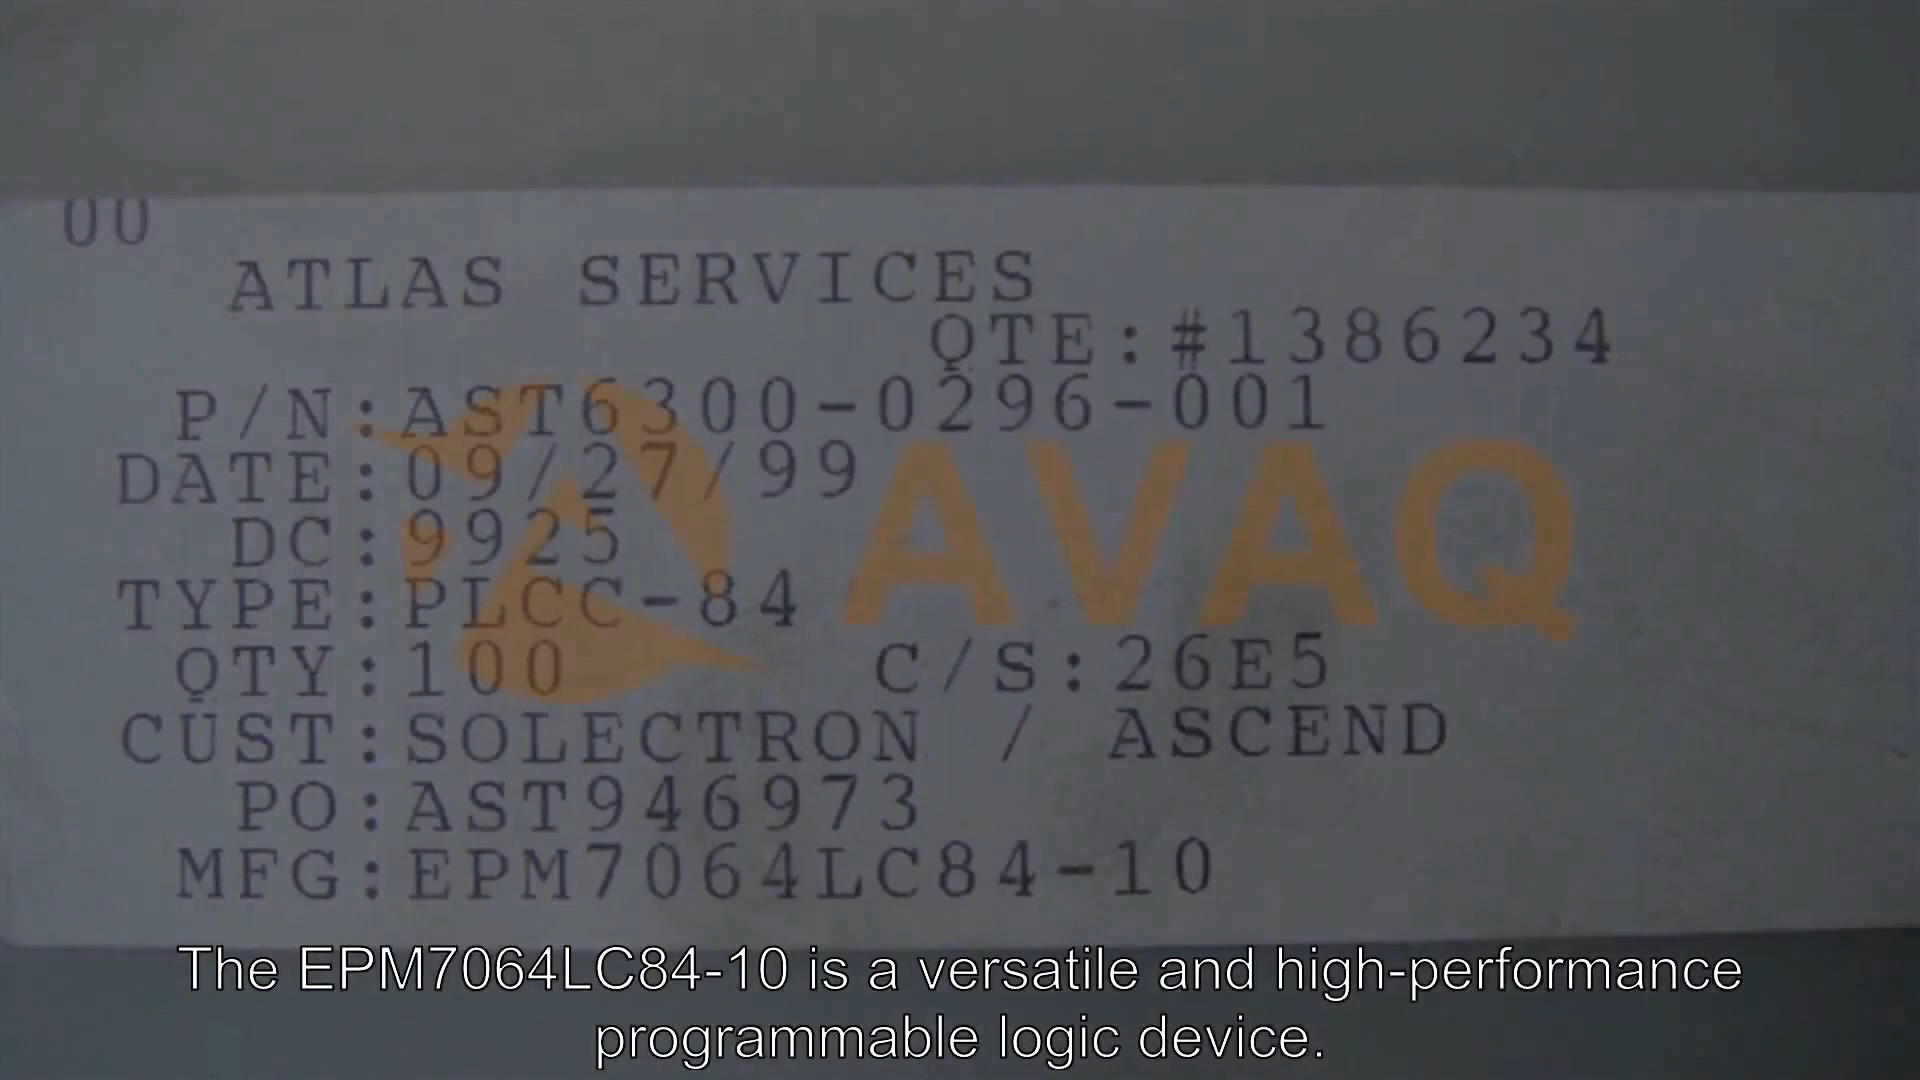 00
ATLAS SERVICES
QTE:#1386234
P/N:AST6300-0296-001
DATE:09/27/99
DC:9925
TYPE:PLCC-84
QTY:100 C/S:26E5
CUST:SOLECTRON / ASCEND
PO:AST946973
MFG:EPM7064LC84-10
AVAQ
The EPM7064LC84-10 is a versatile and high-performance
programmable logic device.